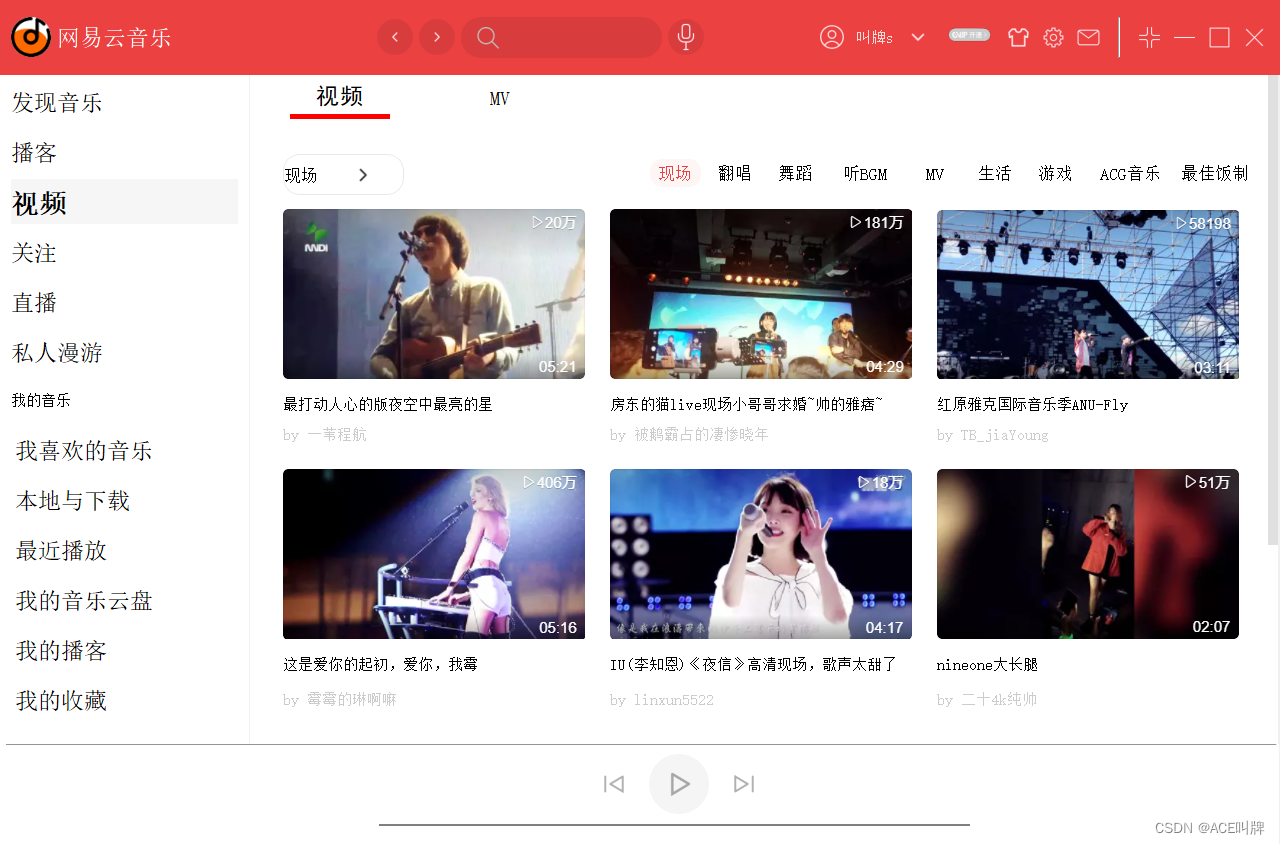 网易云音乐
叫牌s
开通
发现音乐
播客
视频
关注
直播
私人漫游
我的音乐
我喜欢的音乐
本地与下载
最近播放
我的音乐云盘
我的播客
我的收藏
视频 MV
现场
现场 翻唱 舞蹈 听BGM MV 生活 游戏 ACG音乐 最佳饭制
20万
MIDI
05:21
最打动人心的版夜空中最亮的星
by 一苇程航
181万
04:29
房东的猫live现场小哥哥求婚~帅的雅痞~
by 被鹅霸占的凄惨晓年
58198
03:11
红原雅克国际音乐季ANU-Fly
by TB_jiaYoung
406万
05:16
这是爱你的起初，爱你，我霉
by 霉霉的琳啊嘛
18万
像是我在浪漫带来的
04:17
IU(李知恩)《夜信》高清现场，歌声太甜了
by linxun5522
51万
02:07
nineone大长腿
by 二十4k纯帅
CSDN @ACE叫牌